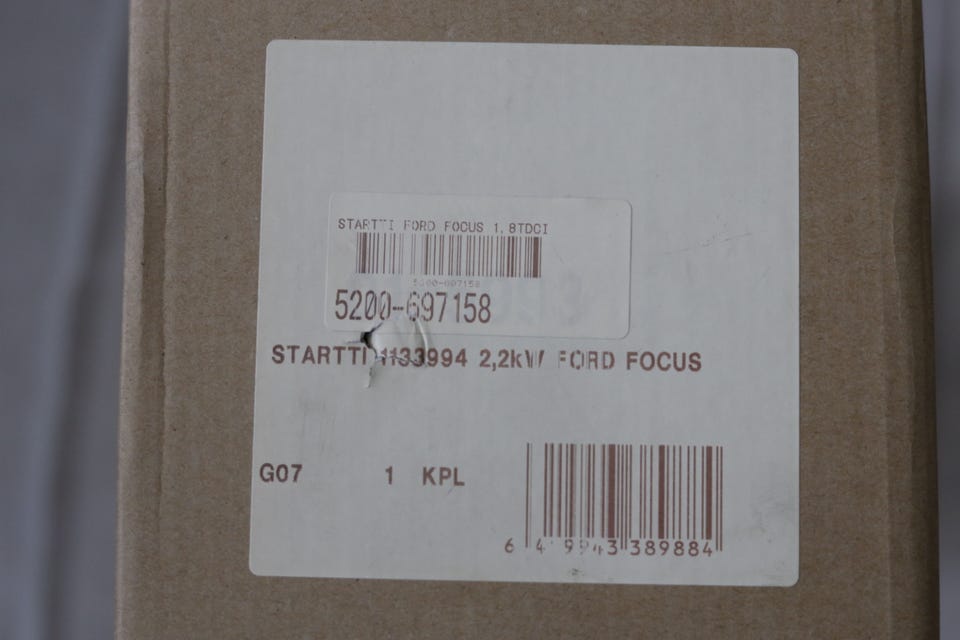 STARTTI FORD FOCUS 1.8TDCI
5200-697158
5200-697158
STARTTI 1133994 2,2kW FORD FOCUS
G07 1 KPL
6 419943 389884